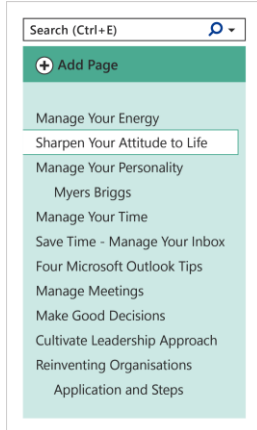 Search (Ctrl+E)
Add Page
Manage Your Energy
Sharpen Your Attitude to Life
Manage Your Personality
Myers Briggs
Manage Your Time
Save Time - Manage Your Inbox
Four Microsoft Outlook Tips
Manage Meetings
Make Good Decisions
Cultivate Leadership Approach
Reinventing Organisations
Application and Steps